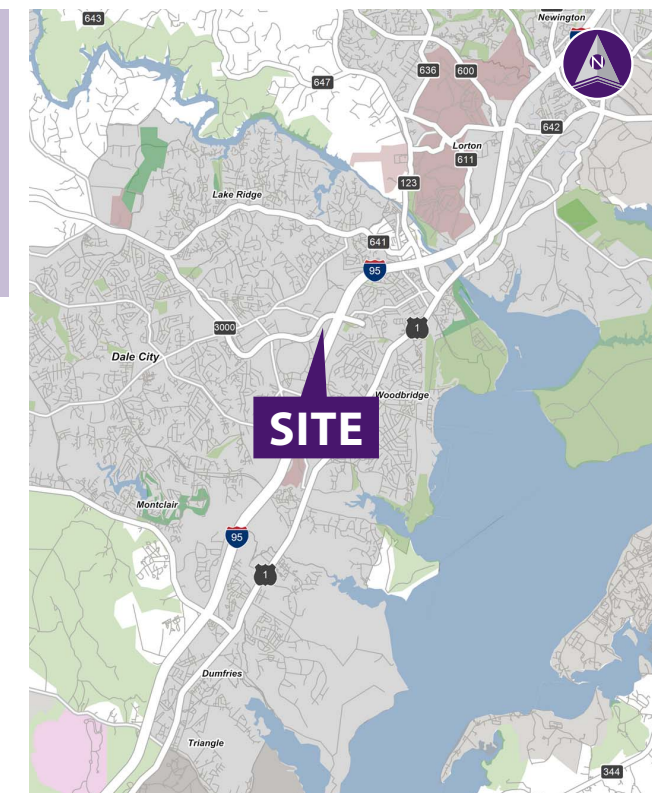 643
Newington
N
647
636
600
642
Lorton
611
123
Lake Ridge
641
95
3000
1
Dale City
Woodbridge
SITE
Montclair
95
1
Dumfries
Triangle
344